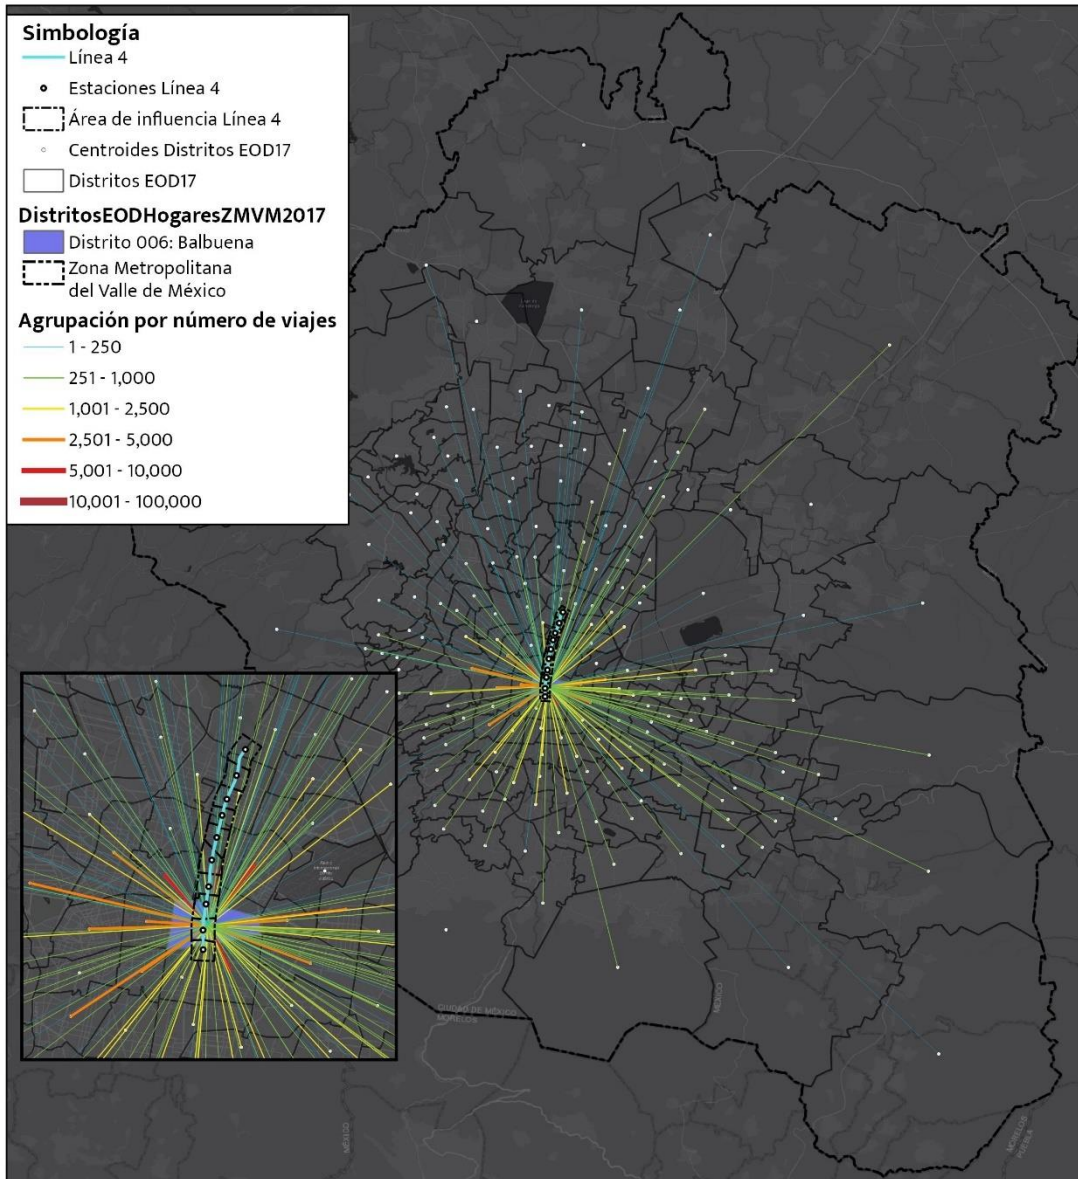 Simbología
Línea 4
Estaciones Línea 4
Área de influencia Línea 4
Centroides Distritos EOD17
Distritos EOD17
DistritosEODHogaresZMVM2017
Distrito 006: Balbuena
Zona Metropolitana
del Valle de México
Agrupación por número de viajes
1 - 250
251 - 1,000
1,001 - 2,500
2,501 - 5,000
5,001 - 10,000
10,001 - 100,000
CIUDAD DE MÉXICO
MORELOS
MÉXICO
MÉXICO
MORELOS
PUEBLA